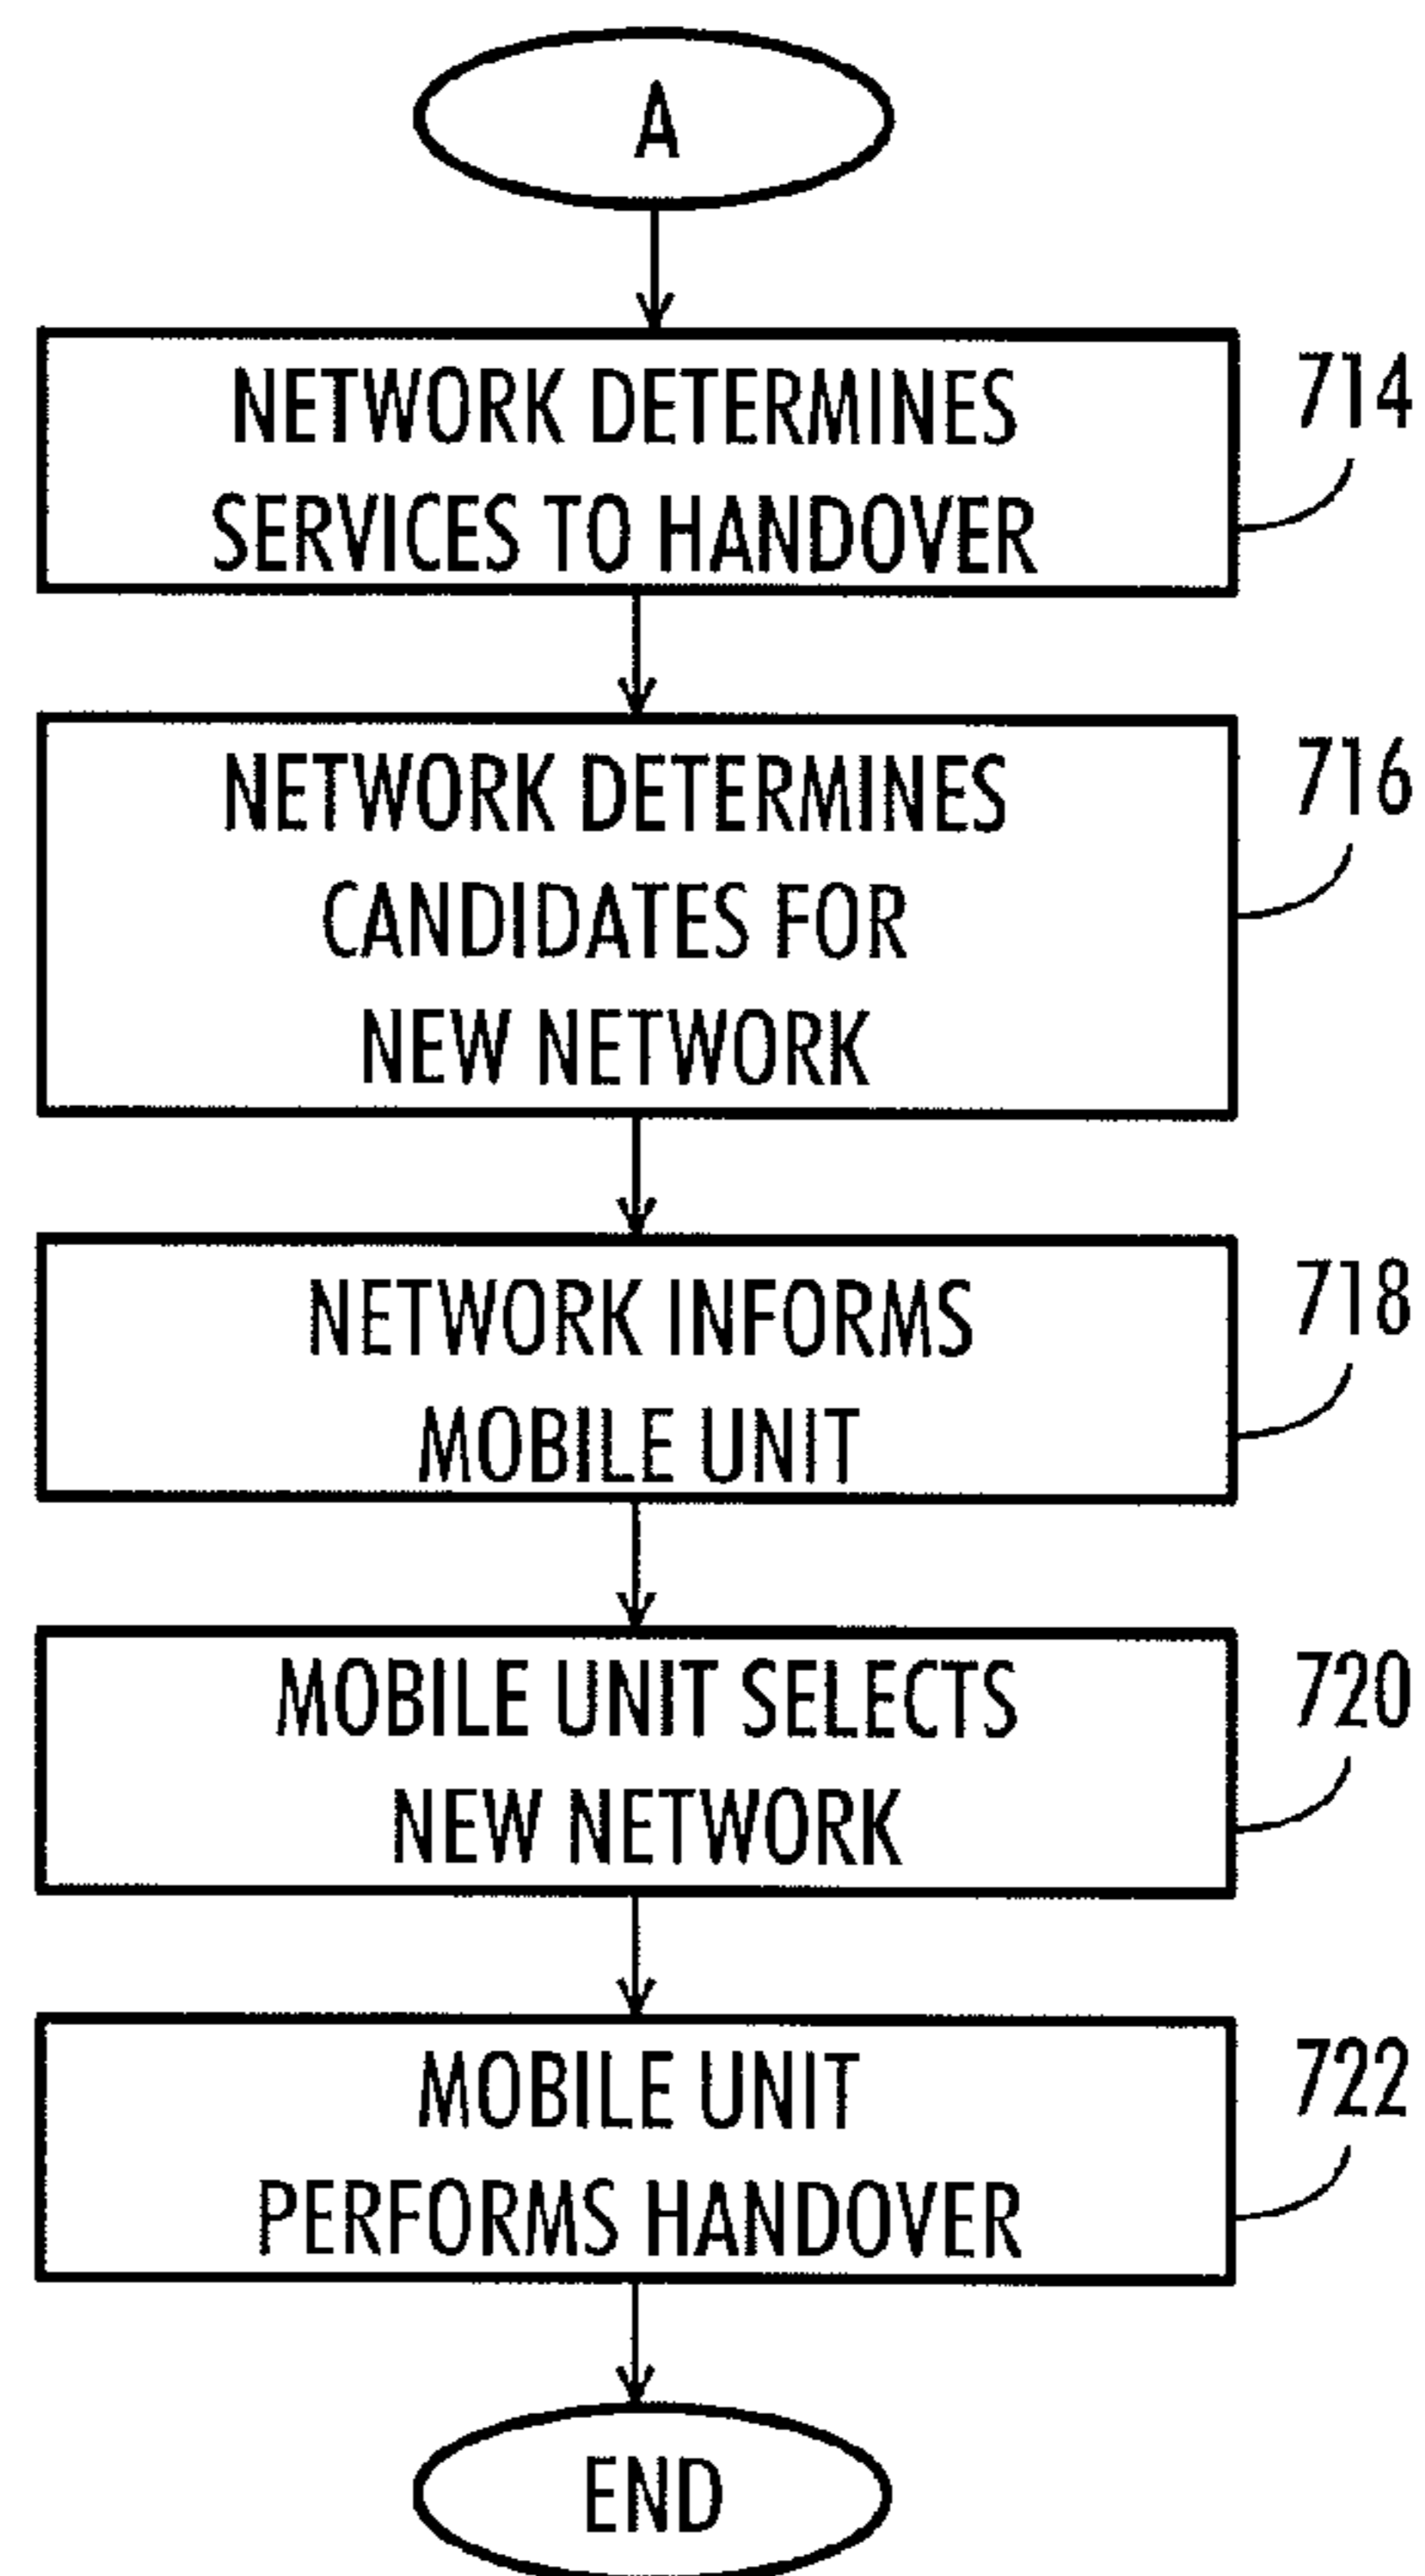 A
NETWORK DETERMINES
SERVICES TO HANDOVER
714
NETWORK DETERMINES
CANDIDATES FOR
NEW NETWORK
716
NETWORK INFORMS
MOBILE UNIT
718
MOBILE UNIT SELECTS
NEW NETWORK
720
MOBILE UNIT
PERFORMS HANDOVER
722
END